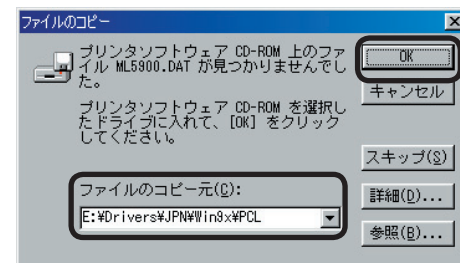 ファイルのコピー
プリンタソフトウェア CD-ROM 上のファ
イル ML5900.DAT が見つかりませんでし
た。
プリンタソフトウェア CD-ROM を選択し
たドライブに入れて、[OK] をクリック
してください。
OK
キャンセル
スキップ(S)
ファイルのコピー元(C):
詳細(D)...
E:¥Drivers¥JPN¥Win9x¥PCL
参照(B)...